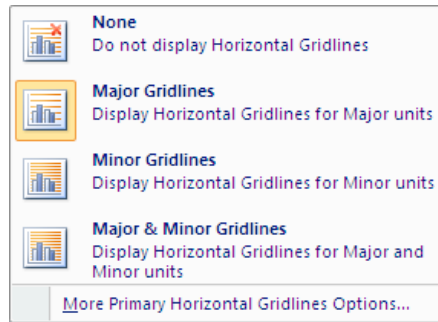 None
Do not display Horizontal Gridlines
Major Gridlines
Display Horizontal Gridlines for Major units
Minor Gridlines
Display Horizontal Gridlines for Minor units
Major & Minor Gridlines
Display Horizontal Gridlines for Major and
Minor units
More Primary Horizontal Gridlines Options...